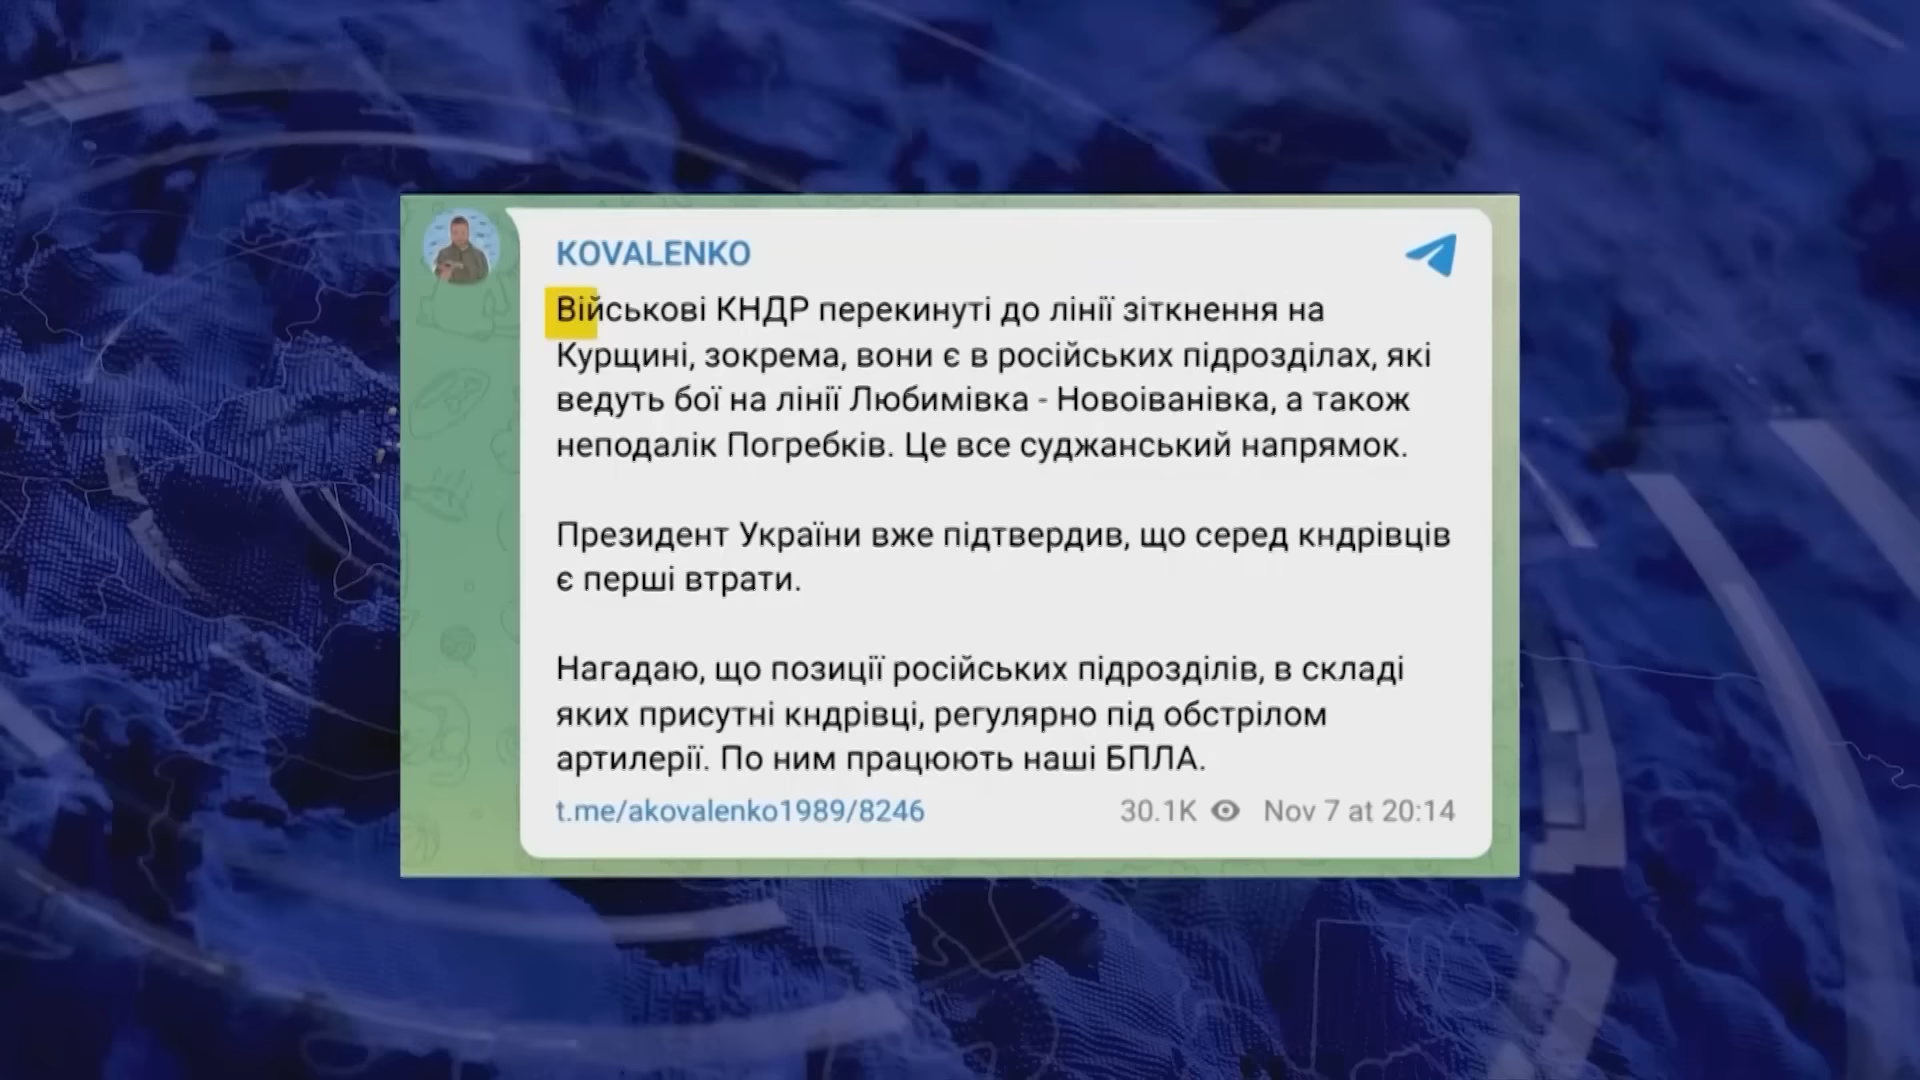 KOVALENKO
Військові КНДР перекинуті до лінії зіткнення на
Курщині, зокрема, вони є в російських підрозділах, які
ведуть бої на лінії Любимівка - Новоіванівка, а також
неподалік Погребків. Це все суджанський напрямок.
Президент України вже підтвердив, що серед кндрівців
є перші втрати.
Нагадаю, що позиції російських підрозділів, в складі
яких присутні кндрівці, регулярно під обстрілом
артилерії. По ним працюють наші БПЛА.
t.me/akovalenko1989/8246 30.1K Nov 7 at 20:14